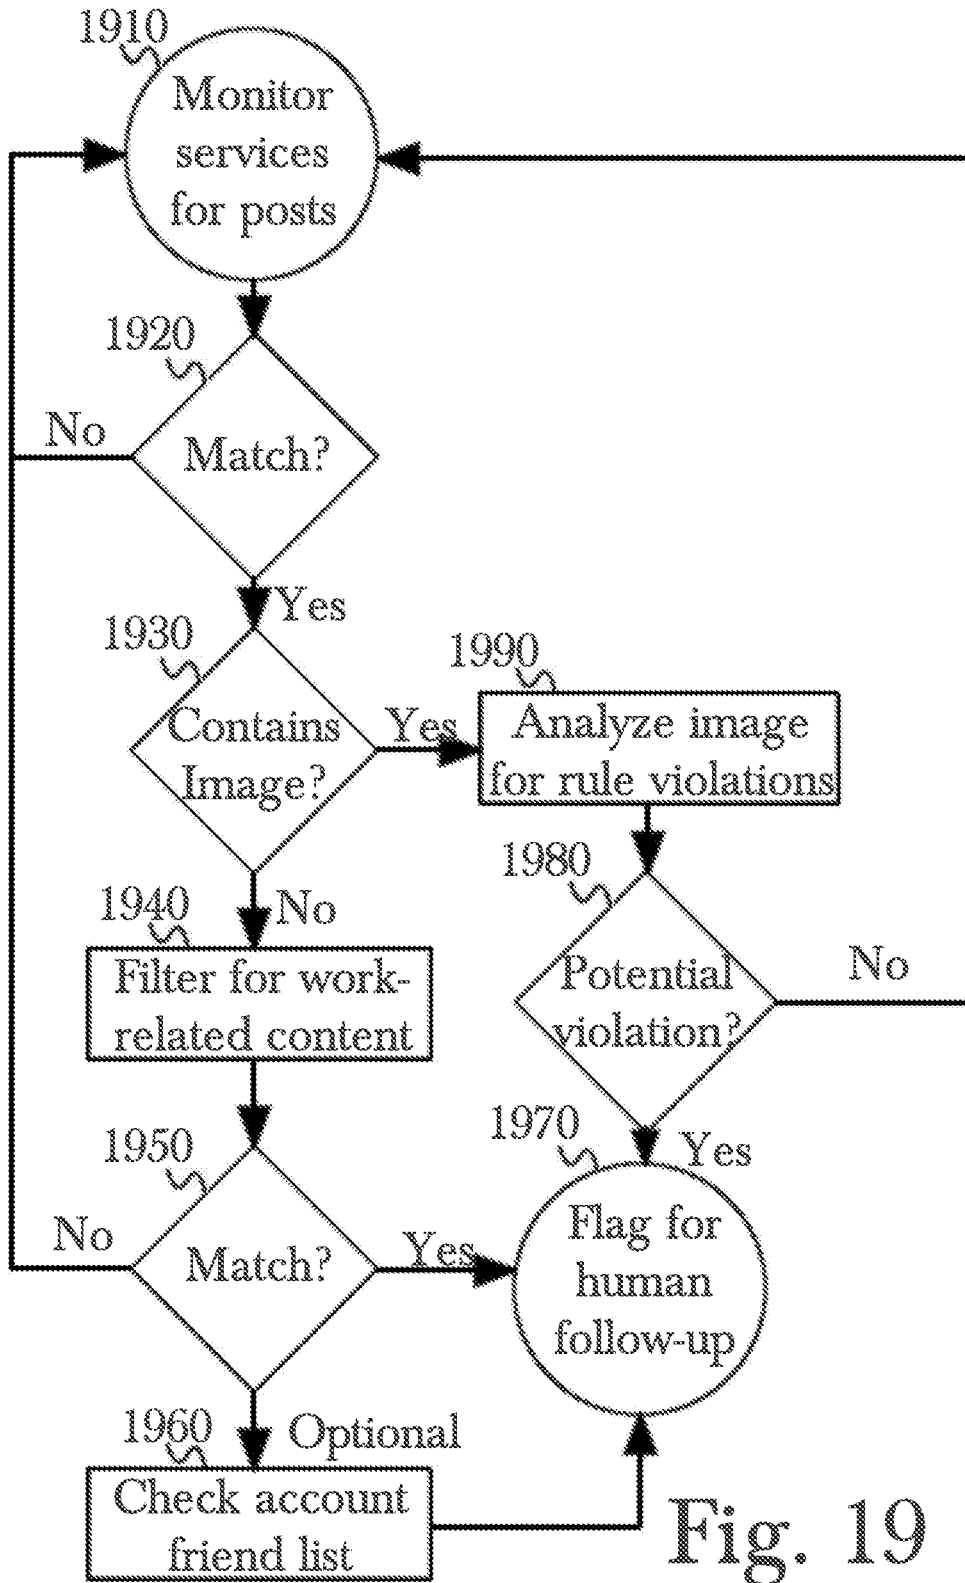 1910
Monitor
services
for posts
1920
No
Match?
Yes
1930
Contains
Image?
Yes
1990
Analyze image
for rule violations
1980
Potential
violation?
No
No
1940
Filter for work-
related content
1950
No
Match?
Yes
1970
Yes
Flag for
human
follow-up
1960
Optional
Check account
friend list
Fig. 19